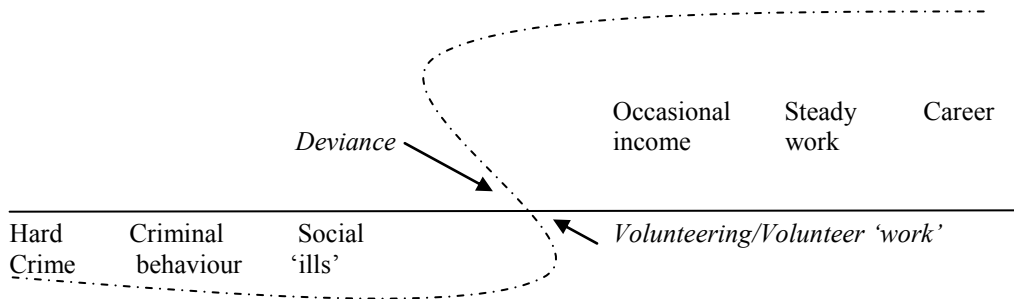 Occasional Steady Career
income work
Deviance
Hard Criminal Social Volunteering/Volunteer ‘work’
Crime behaviour ‘ills’